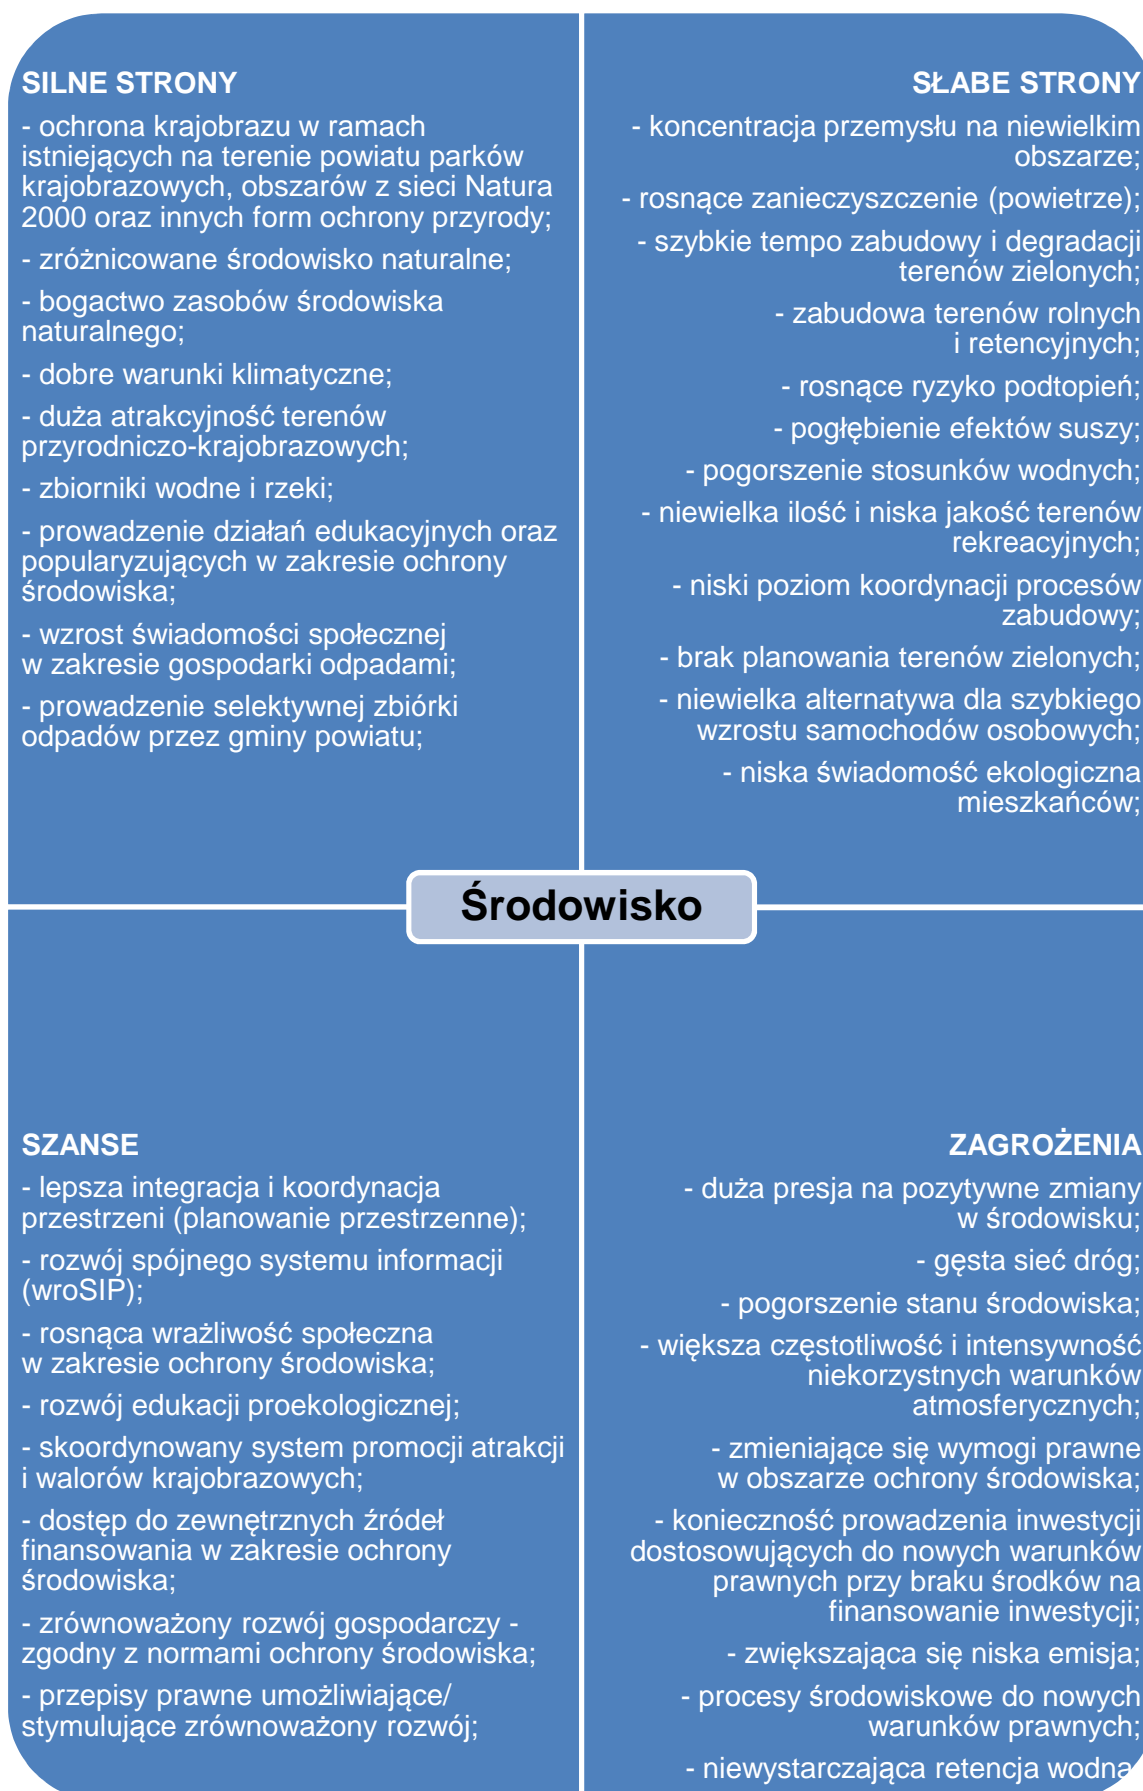 SILNE STRONY
- ochrona krajobrazu w ramach
istniejących na terenie powiatu parków
krajobrazowych, obszarów z sieci Natura
2000 oraz innych form ochrony przyrody;
- zróżnicowane środowisko naturalne;
- bogactwo zasobów środowiska
naturalnego;
- dobre warunki klimatyczne;
- duża atrakcyjność terenów
przyrodniczo-krajobrazowych;
- zbiorniki wodne i rzeki;
- prowadzenie działań edukacyjnych oraz
popularyzujących w zakresie ochrony
środowiska;
- wzrost świadomości społecznej
w zakresie gospodarki odpadami;
- prowadzenie selektywnej zbiórki
odpadów przez gminy powiatu;
SŁABE STRONY
- koncentracja przemysłu na niewielkim
obszarze;
- rosnące zanieczyszczenie (powietrze);
- szybkie tempo zabudowy i degradacji
terenów zielonych;
- zabudowa terenów rolnych
i retencyjnych;
- rosnące ryzyko podtopień;
- pogłębienie efektów suszy;
- pogorszenie stosunków wodnych;
- niewielka ilość i niska jakość terenów
rekreacyjnych;
- niski poziom koordynacji procesów
zabudowy;
- brak planowania terenów zielonych;
- niewielka alternatywa dla szybkiego
wzrostu samochodów osobowych;
- niska świadomość ekologiczna
mieszkańców;
Środowisko
SZANSE
- lepsza integracja i koordynacja
przestrzeni (planowanie przestrzenne);
- rozwój spójnego systemu informacji
(wroSIP);
- rosnąca wrażliwość społeczna
w zakresie ochrony środowiska;
- rozwój edukacji proekologicznej;
- skoordynowany system promocji atrakcji
i walorów krajobrazowych;
- dostęp do zewnętrznych źródeł
finansowania w zakresie ochrony
środowiska;
- zrównoważony rozwój gospodarczy -
zgodny z normami ochrony środowiska;
- przepisy prawne umożliwiające/
stymulujące zrównoważony rozwój;
ZAGROŻENIA
- duża presja na pozytywne zmiany
w środowisku;
- gęsta sieć dróg;
- pogorszenie stanu środowiska;
- większa częstotliwość i intensywność
niekorzystnych warunków
atmosferycznych;
- zmieniające się wymogi prawne
w obszarze ochrony środowiska;
- konieczność prowadzenia inwestycji
dostosowujących do nowych warunków
prawnych przy braku środków na
finansowanie inwestycji;
- zwiększająca się niska emisja;
- procesy środowiskowe do nowych
warunków prawnych;
- niewystarczająca retencja wodna.